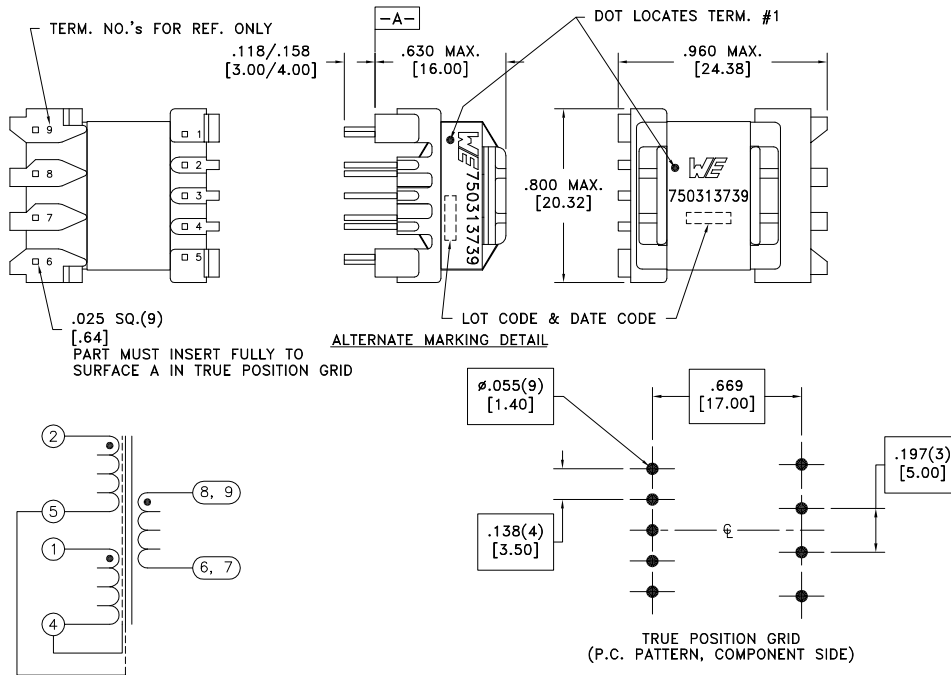 TERM. NO.'s FOR REF. ONLY
-A-
DOT LOCATES TERM. #1
.118/.158
[3.00/4.00]
.630 MAX.
[16.00]
.960 MAX.
[24.38]
9
8
7
6
1
2
3
4
5
WE 750313739
.800 MAX.
[20.32]
WE
750313739
.025 SQ.(9)
[.64]
PART MUST INSERT FULLY TO
SURFACE A IN TRUE POSITION GRID
LOT CODE & DATE CODE
ALTERNATE MARKING DETAIL
ø.055(9)
[1.40]
.669
[17.00]
.197(3)
[5.00]
.138(4)
[3.50]
℄
TRUE POSITION GRID
(P.C. PATTERN, COMPONENT SIDE)
2
5
1
4
8, 9
6, 7